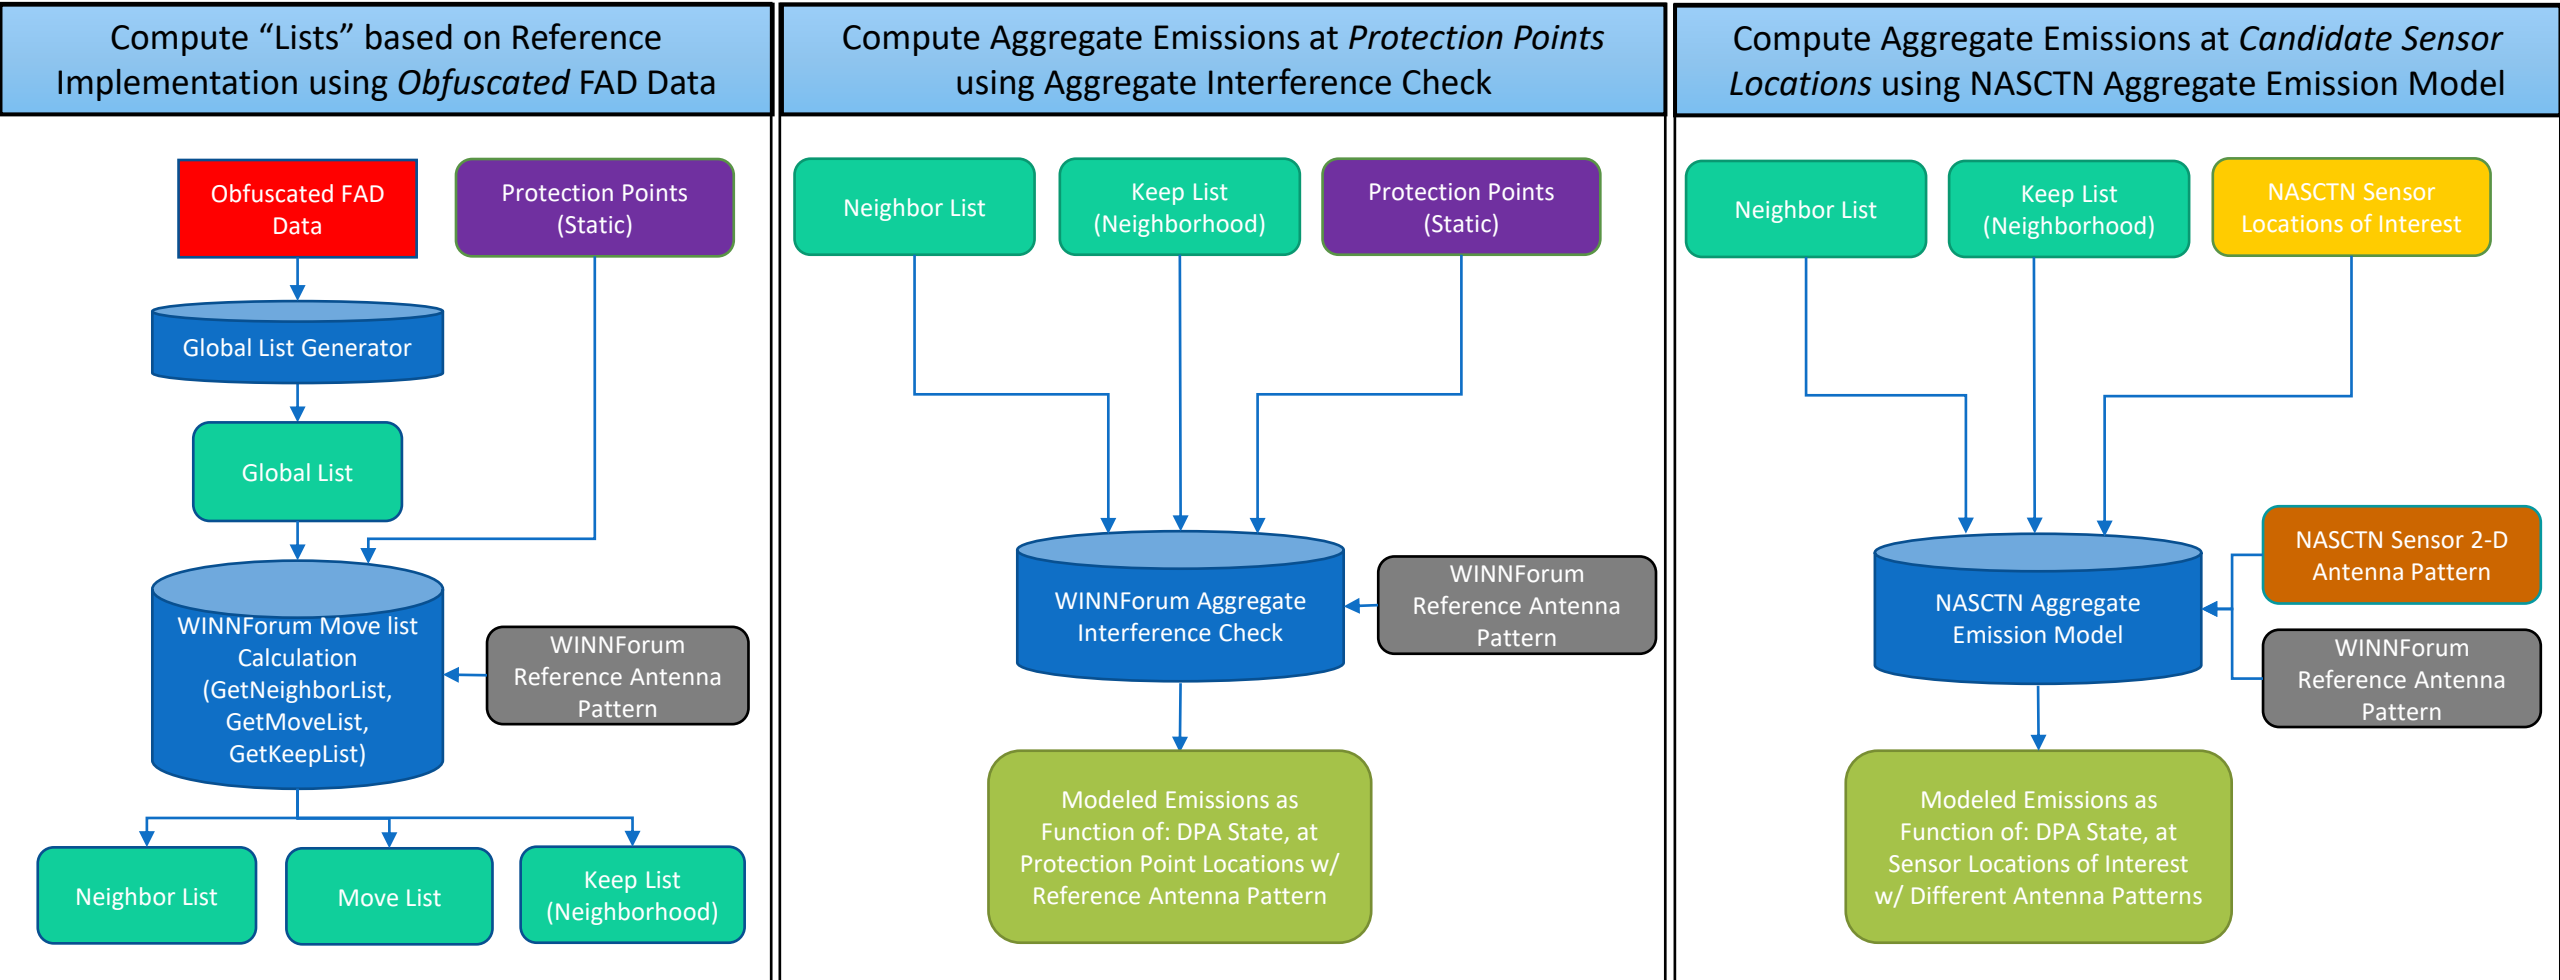 Compute “Lists” based on Reference
Implementation using Obfuscated FAD Data
Obfuscated FAD
Data
Protection Points
(Static)
Global List Generator
Global List
WINNForum Move list
Calculation
(GetNeighborList,
GetMoveList,
GetKeepList)
WINNForum
Reference Antenna
Pattern
Neighbor List
Move List
Keep List
(Neighborhood)
Compute Aggregate Emissions at Protection Points
using Aggregate Interference Check
Neighbor List
Keep List
(Neighborhood)
Protection Points
(Static)
WINNForum Aggregate
Interference Check
WINNForum
Reference Antenna
Pattern
Modeled Emissions as
Function of: DPA State, at
Protection Point Locations w/
Reference Antenna Pattern
Compute Aggregate Emissions at Candidate Sensor
Locations using NASCTN Aggregate Emission Model
Neighbor List
Keep List
(Neighborhood)
NASCTN Sensor
Locations of Interest
NASCTN Aggregate
Emission Model
NASCTN Sensor 2-D
Antenna Pattern
WINNForum
Reference Antenna
Pattern
Modeled Emissions as
Function of: DPA State, at
Sensor Locations of Interest
w/ Different Antenna Patterns